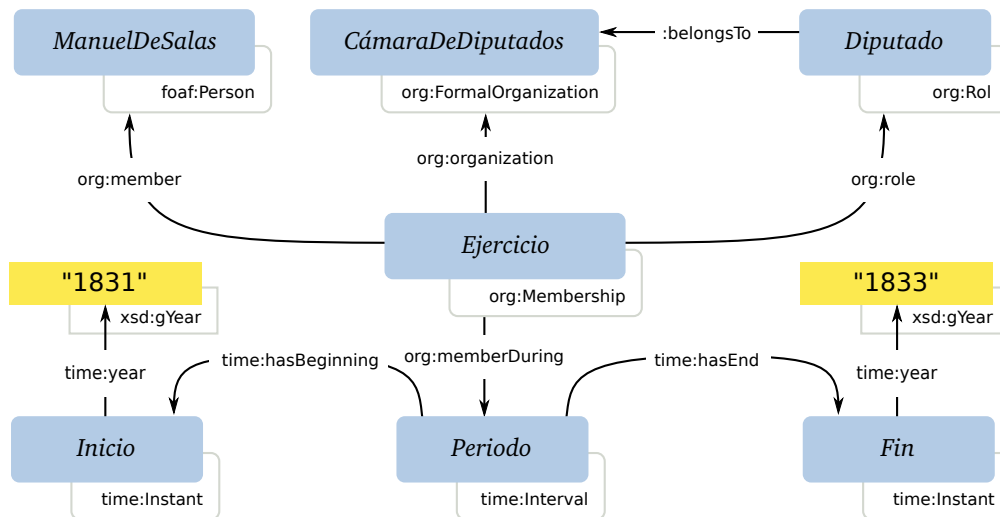 ManuelDeSalas
foaf:Person
CámaraDeDiputados
org:FormalOrganization
:belongsTo
Diputado
org:Rol
org:member
org:organization
org:role
Ejercicio
org:Membership
"1831"
xsd:gYear
"1833"
xsd:gYear
time:year
time:hasBeginning
org:memberDuring
time:hasEnd
time:year
Inicio
time:Instant
Periodo
time:Interval
Fin
time:Instant